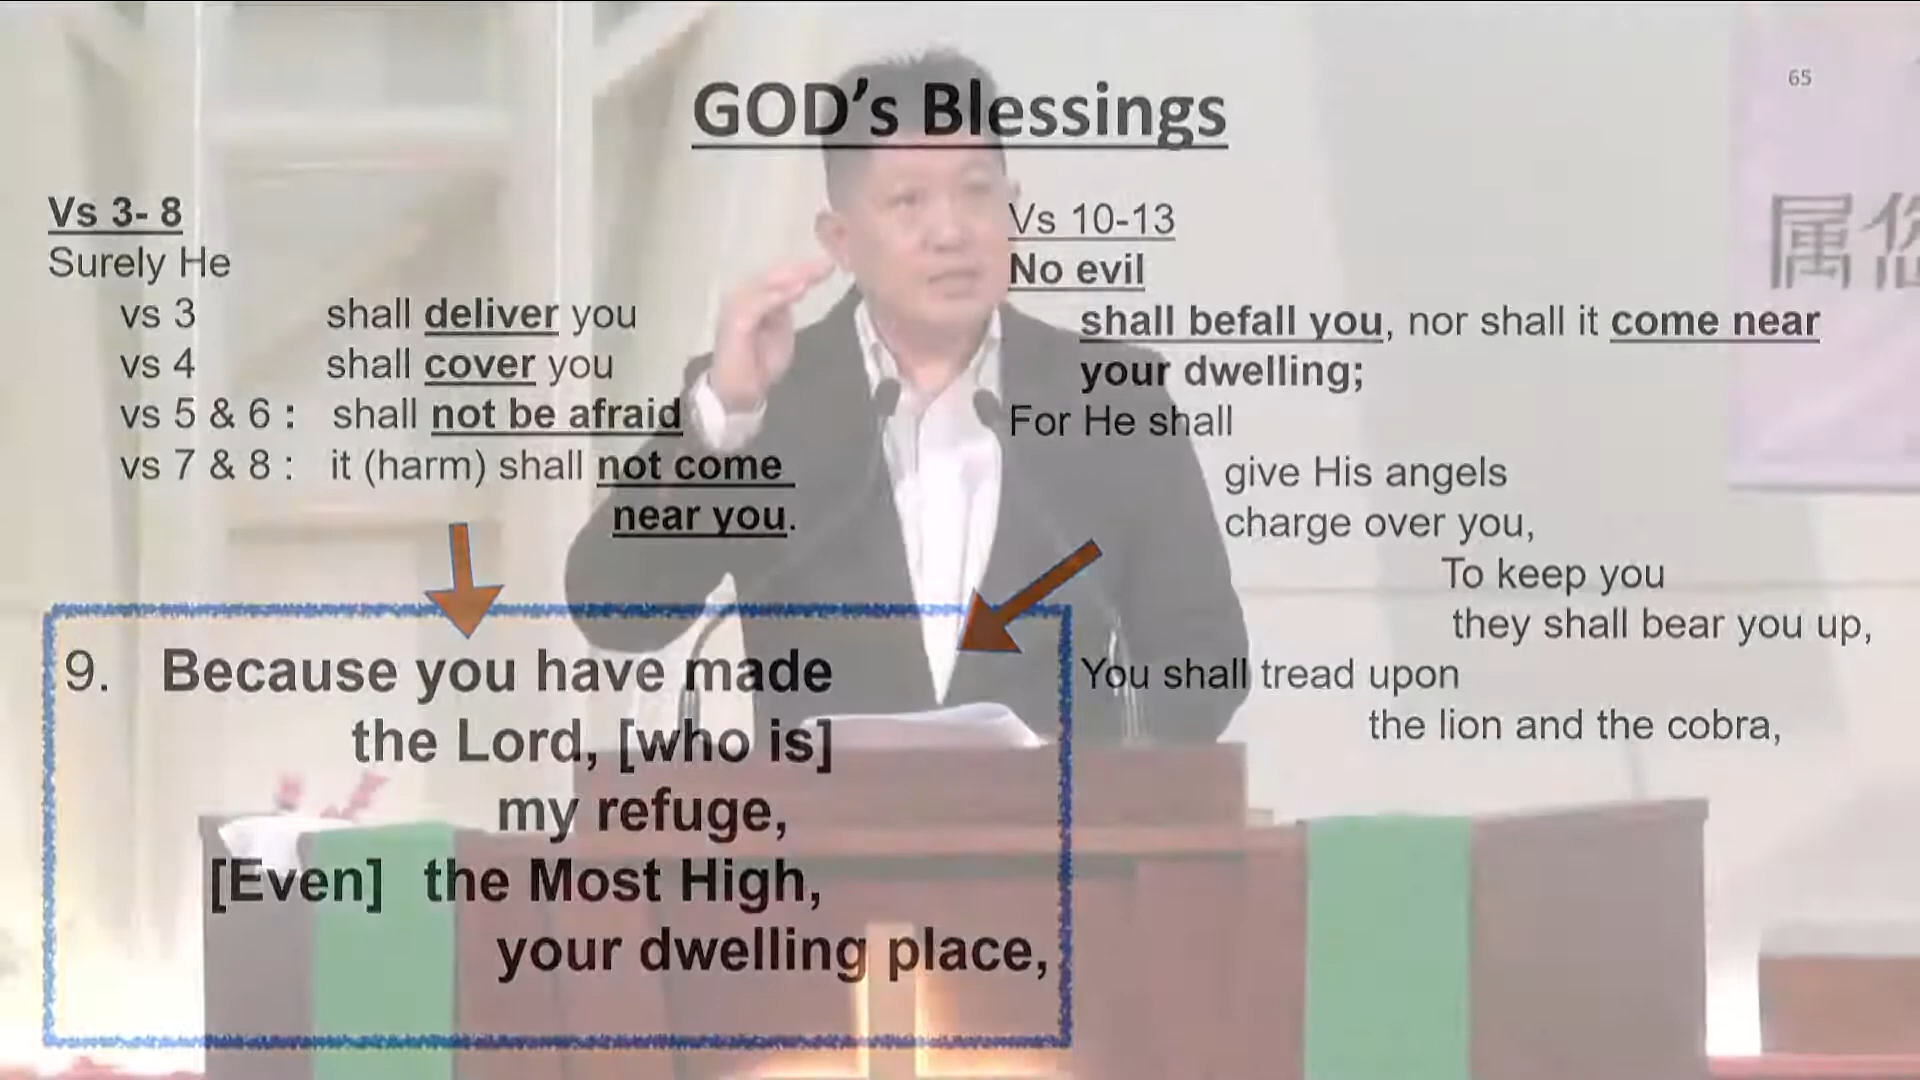 65
GOD's Blessings
Vs 3- 8
Surely He
vs 3 shall deliver you
vs 4 shall cover you
vs 5 & 6 : shall not be afraid
vs 7 & 8 : it (harm) shall not come
near you.
Vs 10-13
No evil
shall befall you, nor shall it come near
your dwelling;
For He shall
give His angels
charge over you,
To keep you
they shall bear you up,
You shall tread upon
the lion and the cobra,
9. Because you have made
the Lord, [who is]
my refuge,
[Even] the Most High,
your dwelling place,
属您